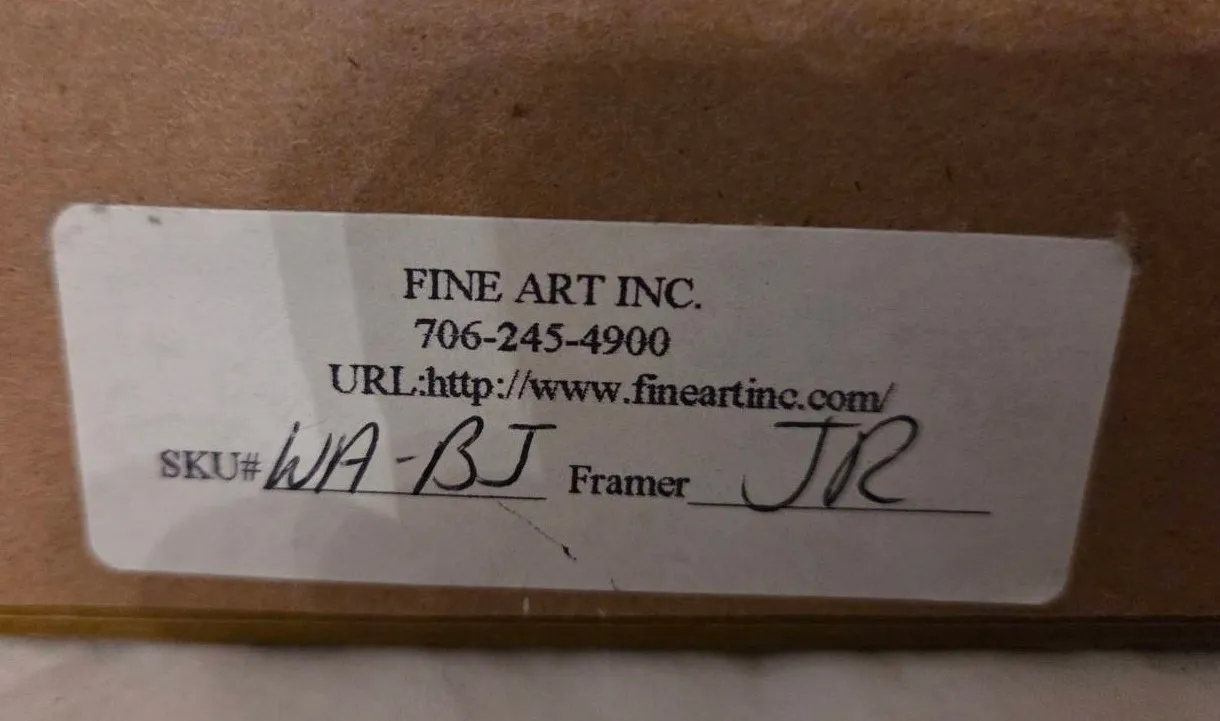 FINE ART INC.
706-245-4900
URL:http://www.fineartinc.com/
SKU# WA-BJ Framer JR